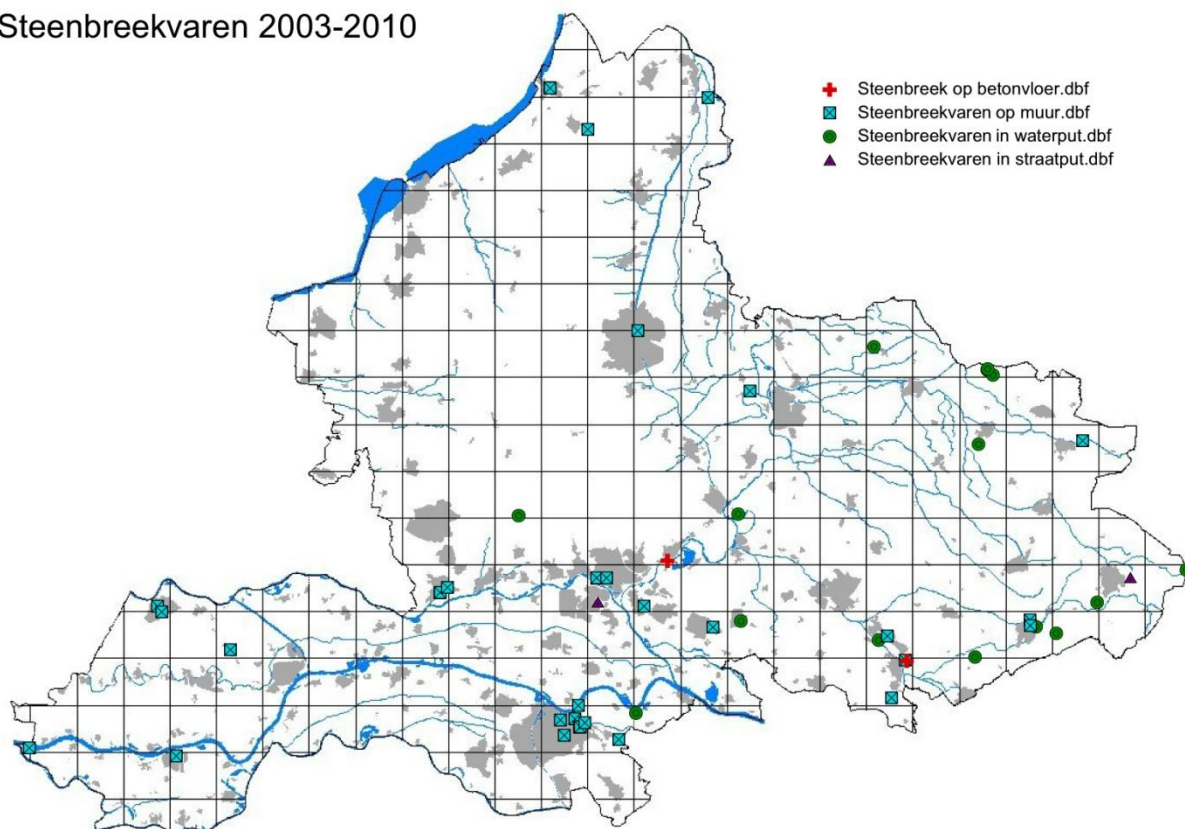 Steenbreekvaren 2003-2010
Steenbreek op betonvloer.dbf
Steenbreekvaren op muur.dbf
Steenbreekvaren in waterput.dbf
Steenbreekvaren in straatput.dbf